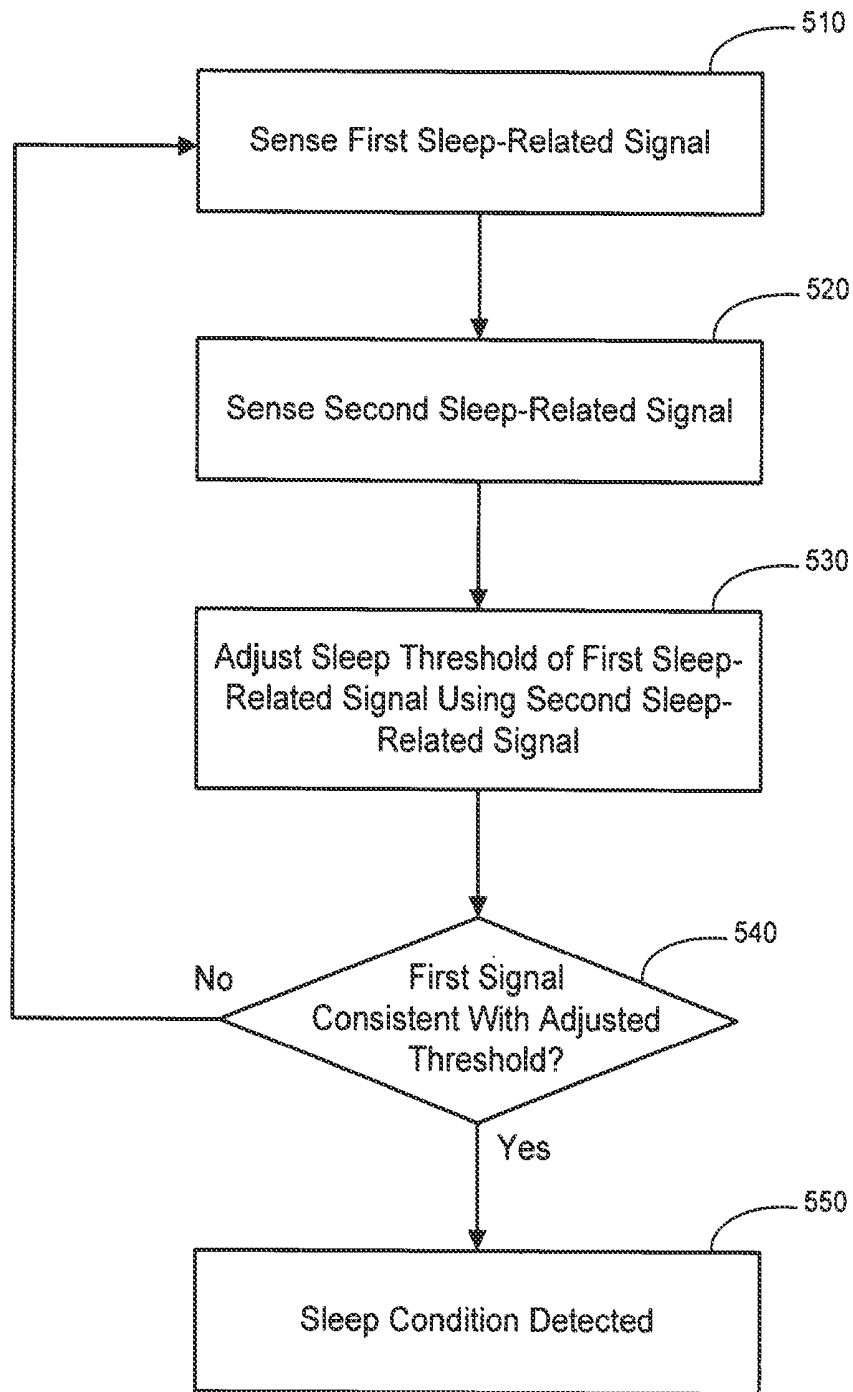 510
Sense First Sleep-Related Signal
520
Sense Second Sleep-Related Signal
530
Adjust Sleep Threshold of First Sleep-
Related Signal Using Second Sleep-
Related Signal
540
No
First Signal
Consistent With Adjusted
Threshold?
Yes
550
Sleep Condition Detected